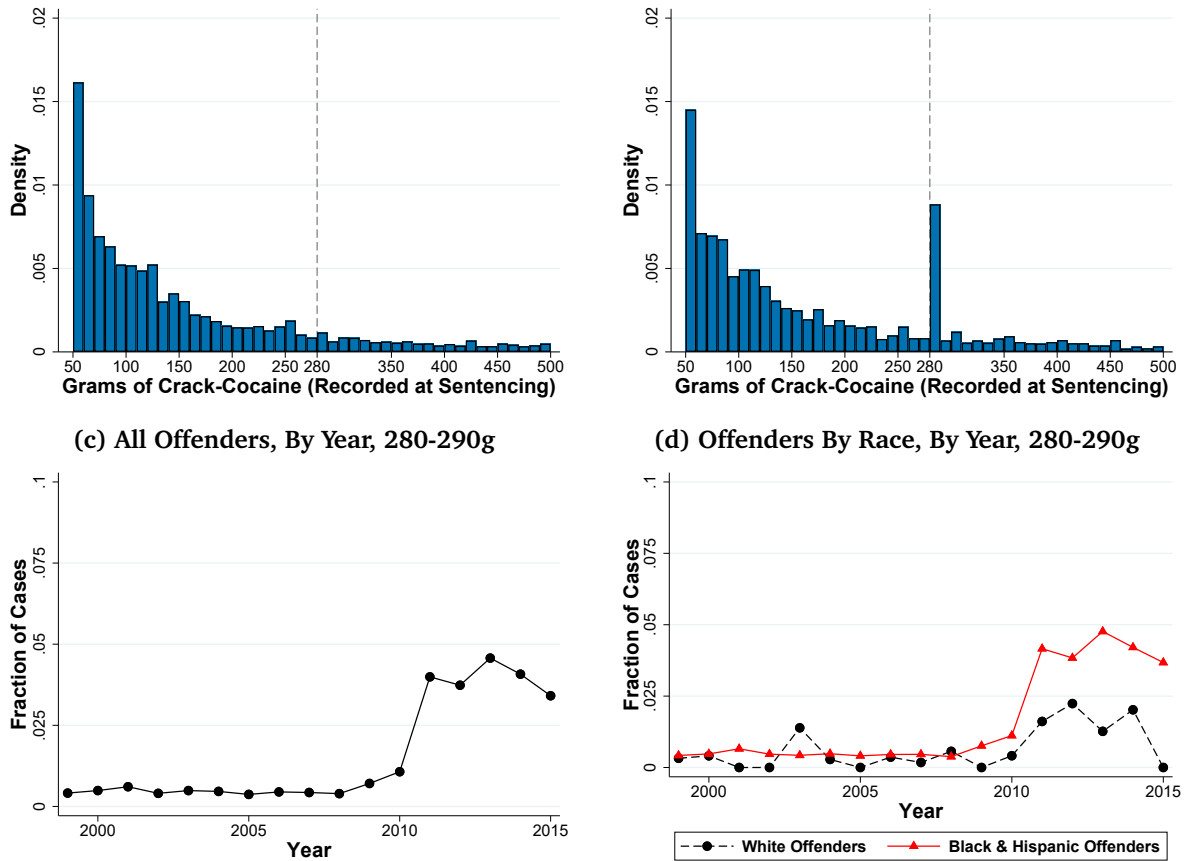 .02
.015
.01
.005
0
Density
50 100 150 200 250 280 350 400 450 500
Grams of Crack-Cocaine (Recorded at Sentencing)
.02
.015
.01
.005
0
Density
50 100 150 200 250 280 350 400 450 500
Grams of Crack-Cocaine (Recorded at Sentencing)
(c) All Offenders, By Year, 280-290g
.1
.075
.05
.025
0
Fraction of Cases
2000 2005 2010 2015
Year
(d) Offenders By Race, By Year, 280-290g
.1
.075
.05
.025
0
Fraction of Cases
2000 2005 2010 2015
Year
White Offenders Black & Hispanic Offenders